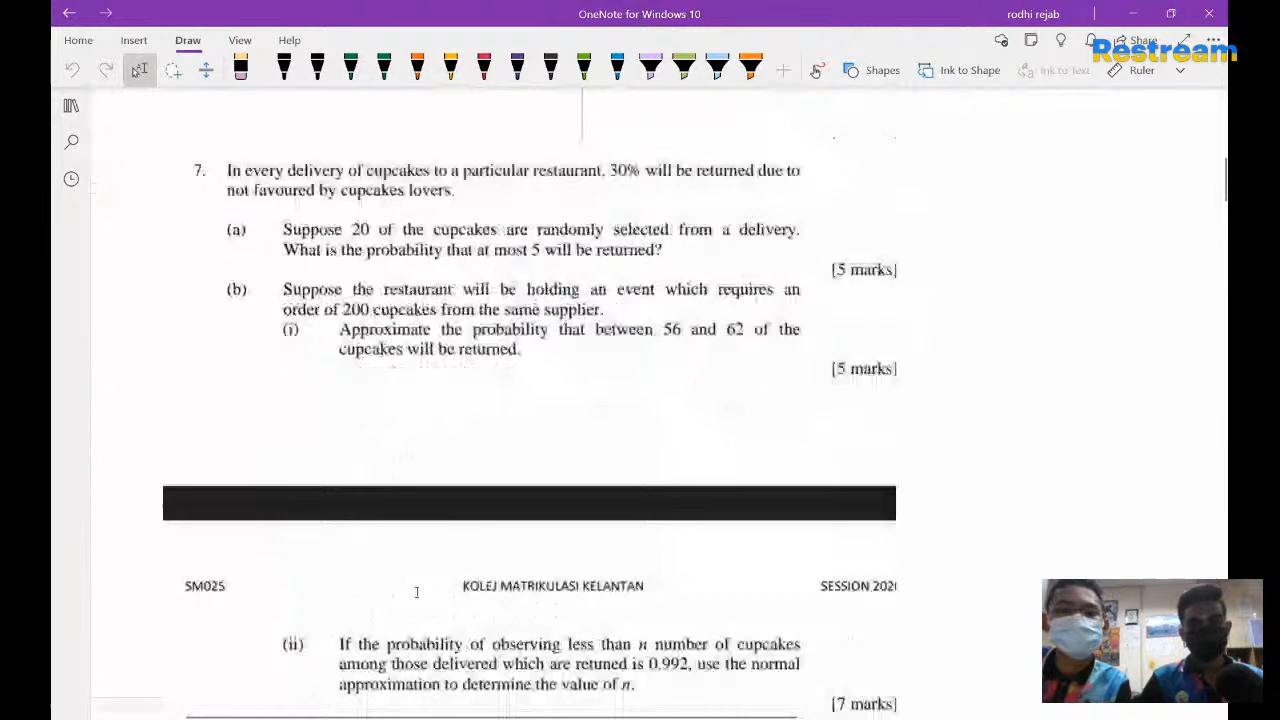 OneNote for Windows 10
rodhi rejab
Home Insert Draw View Help
Share
Restream
Shapes
Ink to Shape
Ink to Text
Ruler
7. In every delivery of cupcakes to a particular restaurant, 30% will be returned due to
not favoured by cupcakes lovers.
(a) Suppose 20 of the cupcakes are randomly selected from a delivery.
What is the probability that at most 5 will be returned?
[5 marks]
(b) Suppose the restaurant will be holding an event which requires an
order of 200 cupcakes from the same supplier.
(i) Approximate the probability that between 56 and 62 of the
cupcakes will be returned.
[5 marks]
SM025 KOLEJ MATRIKULASI KELANTAN SESSION 202
(ii) If the probability of observing less than n number of cupcakes
among those delivered which are retuned is 0.992, use the normal
approximation to determine the value of n.
[7 marks]